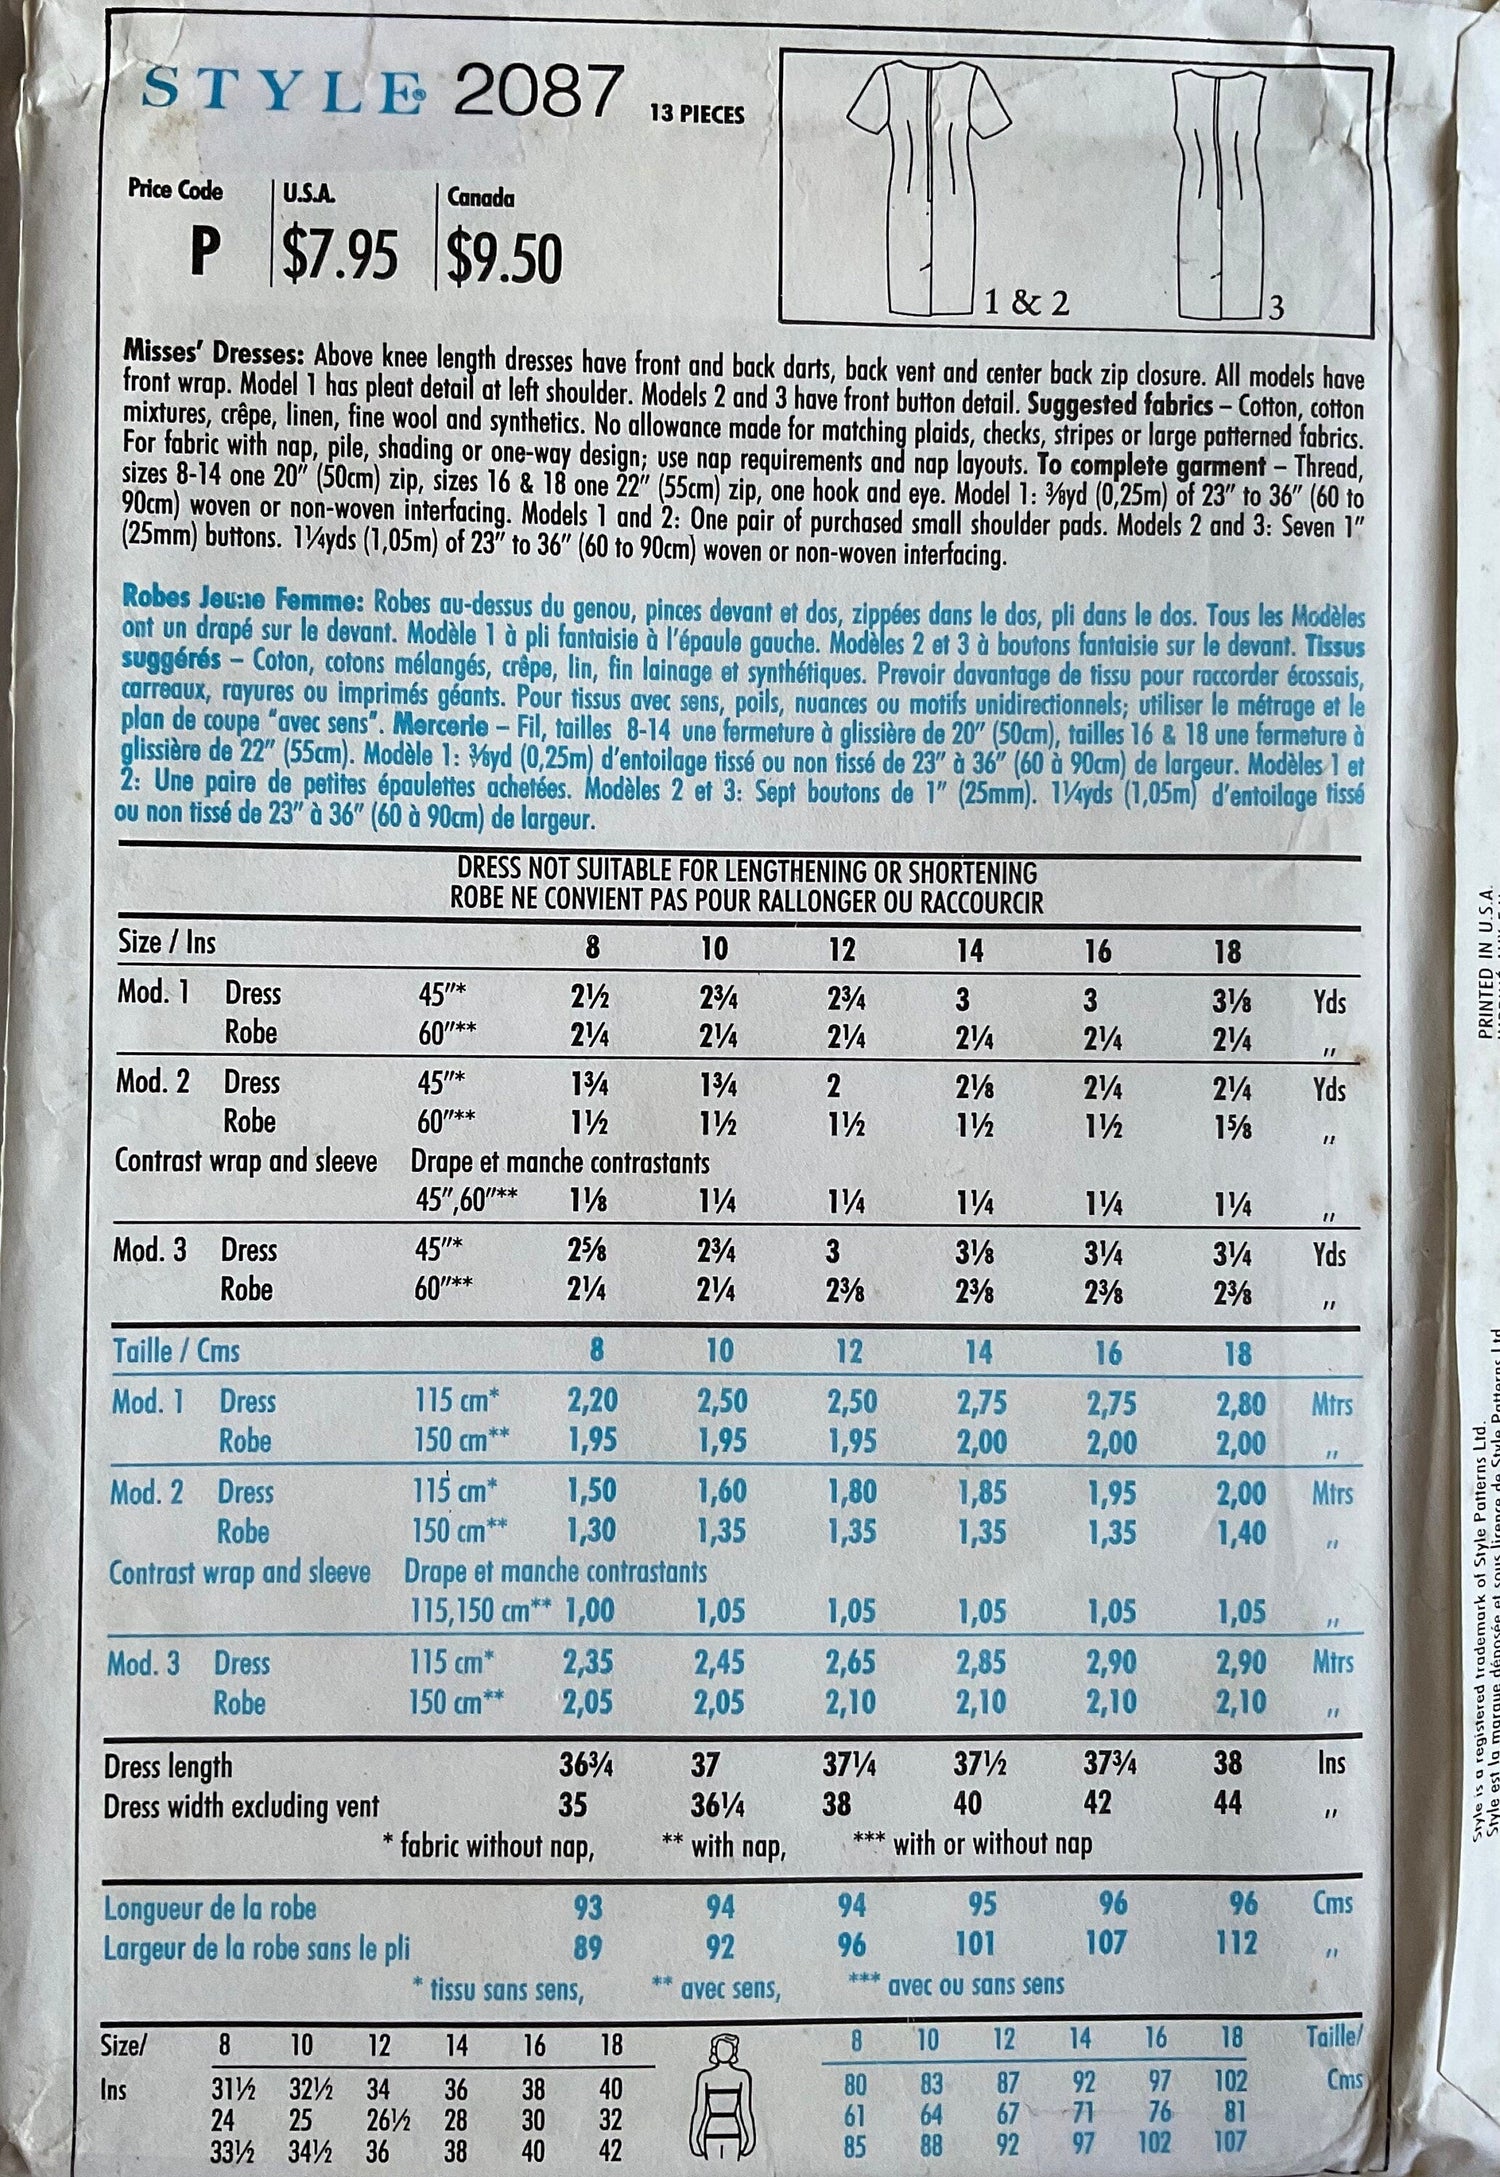 STYLE® 2087 13 PIECES
Price Code U.S.A. Canada
P $7.95 $9.50
1 & 2
3
Misses' Dresses: Above knee length dresses have front and back darts, back vent and center back zip closure. All models have
front wrap. Model 1 has pleat detail at left shoulder. Models 2 and 3 have front button detail. Suggested fabrics – Cotton, cotton
mixtures, crêpe, linen, fine wool and synthetics. No allowance made for matching plaids, checks, stripes or large patterned fabrics.
For fabric with nap, pile, shading or one-way design; use nap requirements and nap layouts. To complete garment – Thread,
sizes 8-14 one 20" (50cm) zip, sizes 16 & 18 one 22" (55cm) zip, one hook and eye. Model 1: ⅜yd (0,25m) of 23" to 36" (60 to
90cm) woven or non-woven interfacing. Models 1 and 2: One pair of purchased small shoulder pads. Models 2 and 3: Seven 1"
(25mm) buttons. 1¼yds (1,05m) of 23" to 36" (60 to 90cm) woven or non-woven interfacing.
Robes Jeune Femme: Robes au-dessus du genou, pinces devant et dos, zippées dans le dos, pli dans le dos. Tous les Modèles
ont un drapé sur le devant. Modèle 1 à pli fantaisie à l'épaule gauche. Modèles 2 et 3 à boutons fantaisie sur le devant. Tissus
suggérés – Coton, cotons mélangés, crêpe, lin, fin lainage et synthétiques. Prevoir davantage de tissu pour raccorder écossais,
carreaux, rayures ou imprimés géants. Pour tissus avec sens, poils, nuances ou motifs unidirectionnels; utiliser le métrage et le
plan de coupe "avec sens". Mercerie – Fil, tailles 8-14 une fermeture à glissière de 20" (50cm), tailles 16 & 18 une fermeture à
glissière de 22" (55cm). Modèle 1: ⅜yd (0,25m) d'entoilage tissé ou non tissé de 23" à 36" (60 à 90cm) de largeur. Modèles 1 et
2: Une paire de petites épaulettes achetées. Modèles 2 et 3: Sept boutons de 1" (25mm). 1¼yds (1,05m) d'entoilage tissé
ou non tissé de 23" à 36" (60 à 90cm) de largeur.
DRESS NOT SUITABLE FOR LENGTHENING OR SHORTENING
ROBE NE CONVIENT PAS POUR RALLONGER OU RACCOURCIR
Size / Ins 8 10 12 14 16 18
Mod. 1 Dress 45"* 2½ 2¾ 2¾ 3 3 3⅛ Yds
Robe 60"** 2¼ 2¼ 2¼ 2¼ 2¼ 2¼ "
Mod. 2 Dress 45"* 1¾ 1¾ 2 2⅛ 2¼ 2¼ Yds
Robe 60"** 1½ 1½ 1½ 1½ 1½ 1⅝ "
Contrast wrap and sleeve Drape et manche contrastants
45",60"** 1⅛ 1¼ 1¼ 1¼ 1¼ 1¼ "
Mod. 3 Dress 45"* 2⅝ 2¾ 3 3⅛ 3¼ 3¼ Yds
Robe 60"** 2¼ 2¼ 2⅜ 2⅜ 2⅜ 2⅜ "
Taille / Cms 8 10 12 14 16 18
Mod. 1 Dress 115 cm* 2,20 2,50 2,50 2,75 2,75 2,80 Mtrs
Robe 150 cm** 1,95 1,95 1,95 2,00 2,00 2,00 "
Mod. 2 Dress 115 cm* 1,50 1,60 1,80 1,85 1,95 2,00 Mtrs
Robe 150 cm** 1,30 1,35 1,35 1,35 1,35 1,40 "
Contrast wrap and sleeve Drape et manche contrastants
115,150 cm** 1,00 1,05 1,05 1,05 1,05 1,05 "
Mod. 3 Dress 115 cm* 2,35 2,45 2,65 2,85 2,90 2,90 Mtrs
Robe 150 cm** 2,05 2,05 2,10 2,10 2,10 2,10 "
Dress length 36¾ 37 37¼ 37½ 37¾ 38 Ins
Dress width excluding vent 35 36¼ 38 40 42 44 "
* fabric without nap, ** with nap, *** with or without nap
Longueur de la robe 93 94 94 95 96 96 Cms
Largeur de la robe sans le pli 89 92 96 101 107 112 "
* tissu sans sens, ** avec sens, *** avec ou sans sens
Size/ 8 10 12 14 16 18 8 10 12 14 16 18 Taille/
Ins 31½ 32½ 34 36 38 40 80 83 87 92 97 102 Cms
24 25 26½ 28 30 32 61 64 67 71 76 81
33½ 34½ 36 38 40 42 85 88 92 97 102 107
PRINTED IN U.S.A.
Style is a registered trademark of Style Patterns Ltd.
Style est la marque déposée et sous licence de Style Patterns Ltd